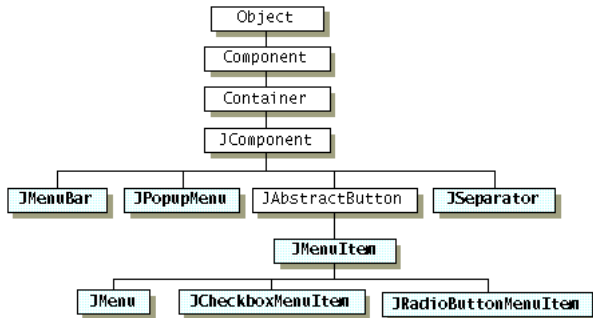 Object
Component
Container
JComponent
JMenuBar
JPopupMenu
JAbstractButton
JSeparator
JMenuItem
JMenu
JCheckboxMenuItem
JRadioButtonMenuItem